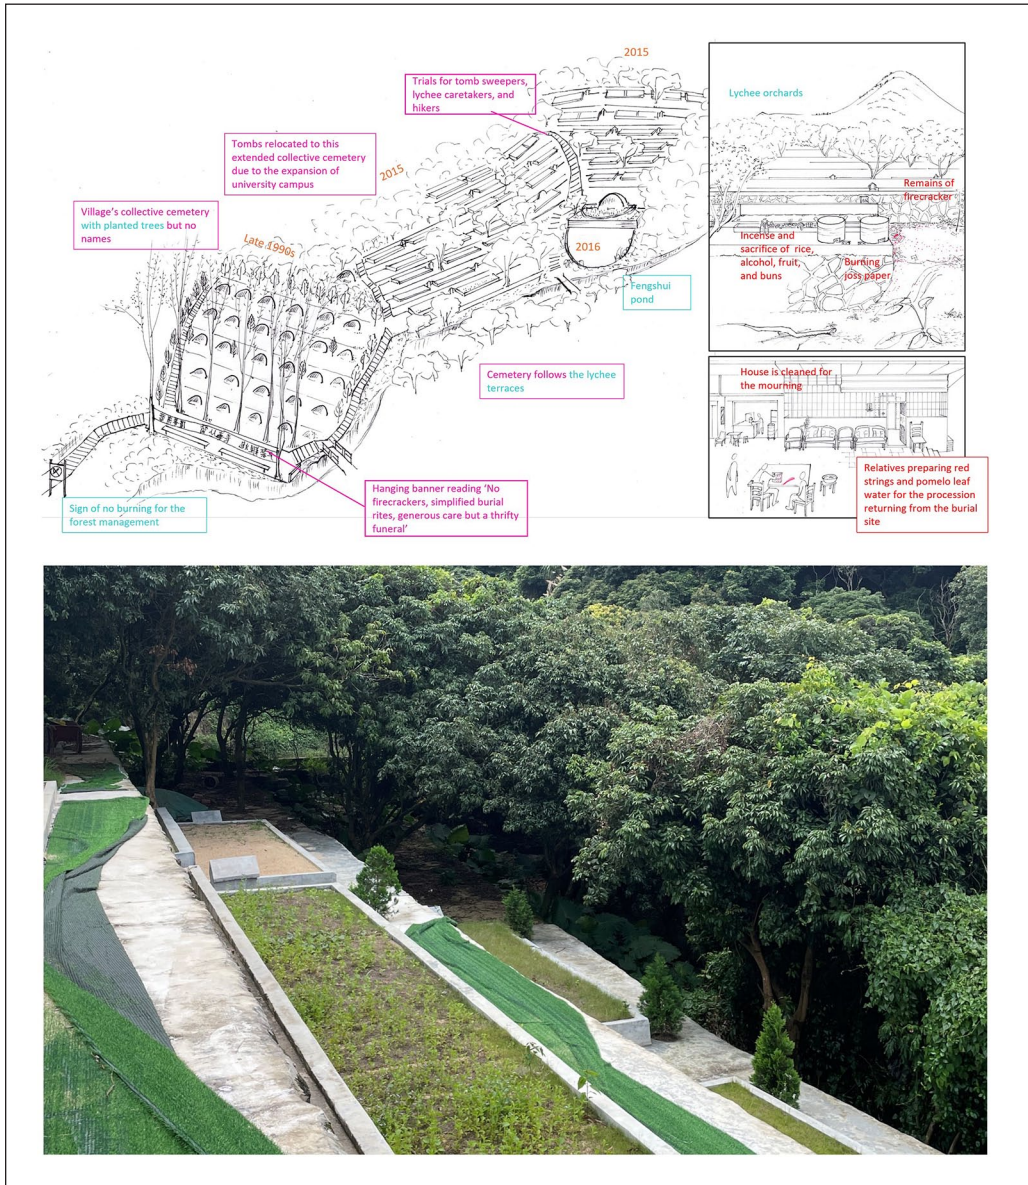 2015
Trials for tomb sweepers,
lychee caretakers, and
hikers
Tombs relocated to this
extended collective cemetery
due to the expansion of
university campus
2015
Village's collective cemetery
with planted trees but no
names
Late 1990s
2016
Fengshui
pond
Cemetery follows the lychee
terraces
Hanging banner reading 'No
firecrackers, simplified burial
rites, generous care but a thrifty
funeral'
Sign of no burning for the
forest management
Lychee orchards
Remains of
firecracker
Incense and
sacrifice of rice,
alcohol, fruit,
and buns
Burning
joss paper
House is cleaned for
the mourning
Relatives preparing red
strings and pomelo leaf
water for the procession
returning from the burial
site